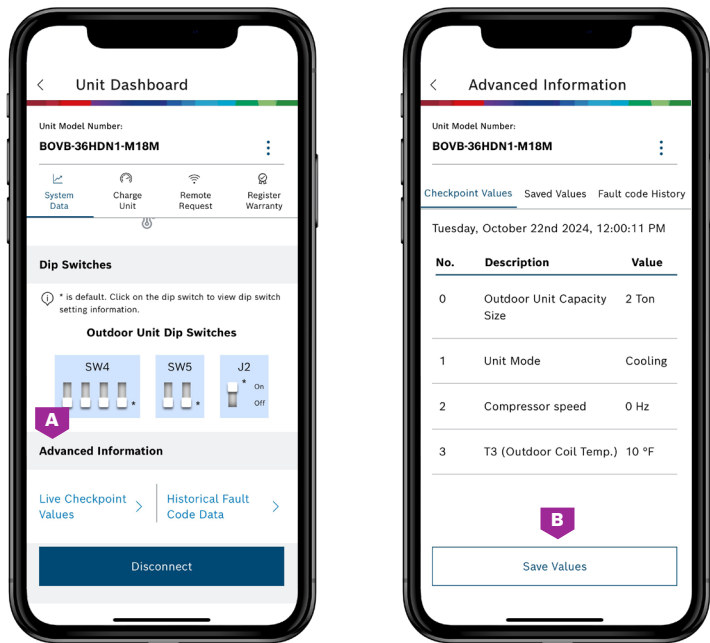 Unit Dashboard
Unit Model Number:
BOVB-36HDN1-M18M
System
Data
Charge
Unit
Remote
Request
Register
Warranty
Dip Switches
* is default. Click on the dip switch to view dip switch
setting information.
Outdoor Unit Dip Switches
SW4
SW5
J2
*
*
* On
Off
A
Advanced Information
Live Checkpoint
Values
Historical Fault
Code Data
Disconnect
Advanced Information
Unit Model Number:
BOVB-36HDN1-M18M
Checkpoint Values Saved Values Fault code History
Tuesday, October 22nd 2024, 12:00:11 PM
No. Description Value
0 Outdoor Unit Capacity 2 Ton
Size
1 Unit Mode Cooling
2 Compressor speed 0 Hz
3 T3 (Outdoor Coil Temp.) 10 °F
B
Save Values